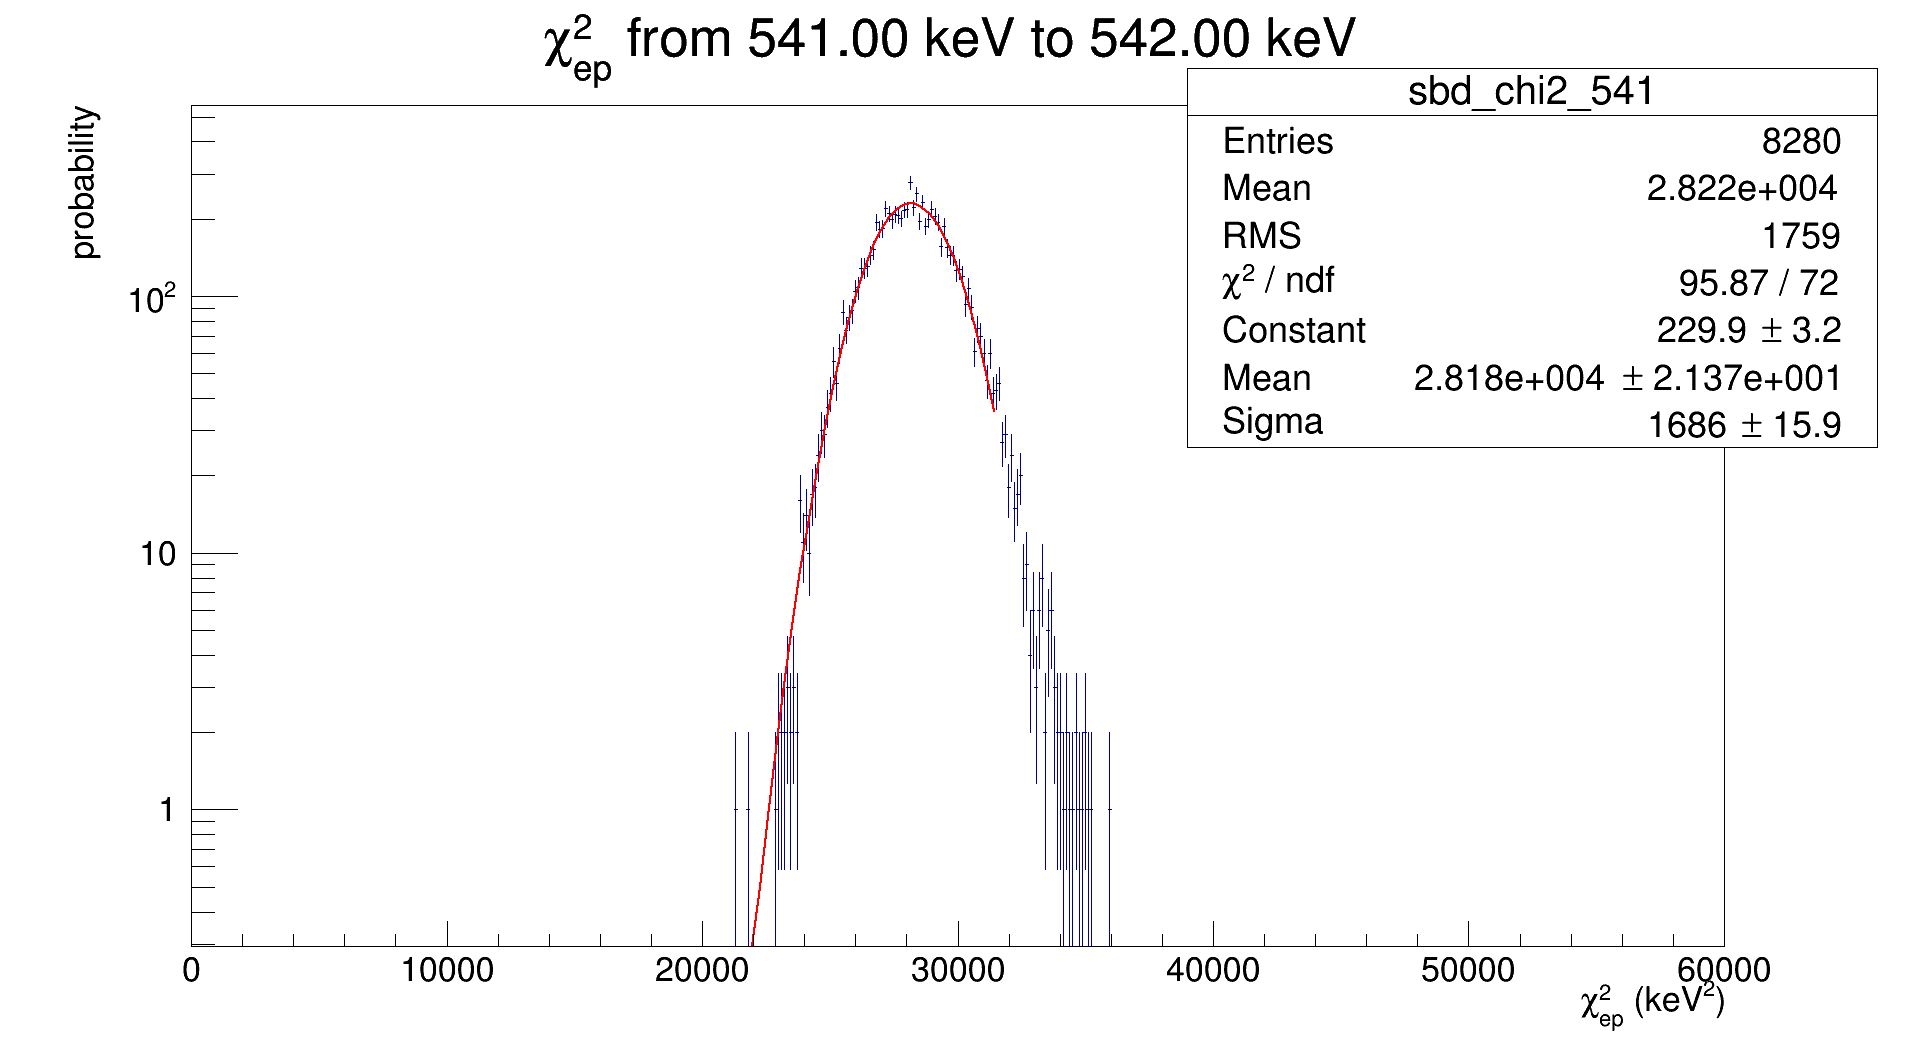 χ²ep from 541.00 keV to 542.00 keV
sbd_chi2_541
Entries 8280
Mean 2.822e+004
RMS 1759
χ² / ndf 95.87 / 72
Constant 229.9 ± 3.2
Mean 2.818e+004 ± 2.137e+001
Sigma 1686 ± 15.9
probability
10²
10
1
0 10000 20000 30000 40000 50000 60000
χ²ep (keV²)